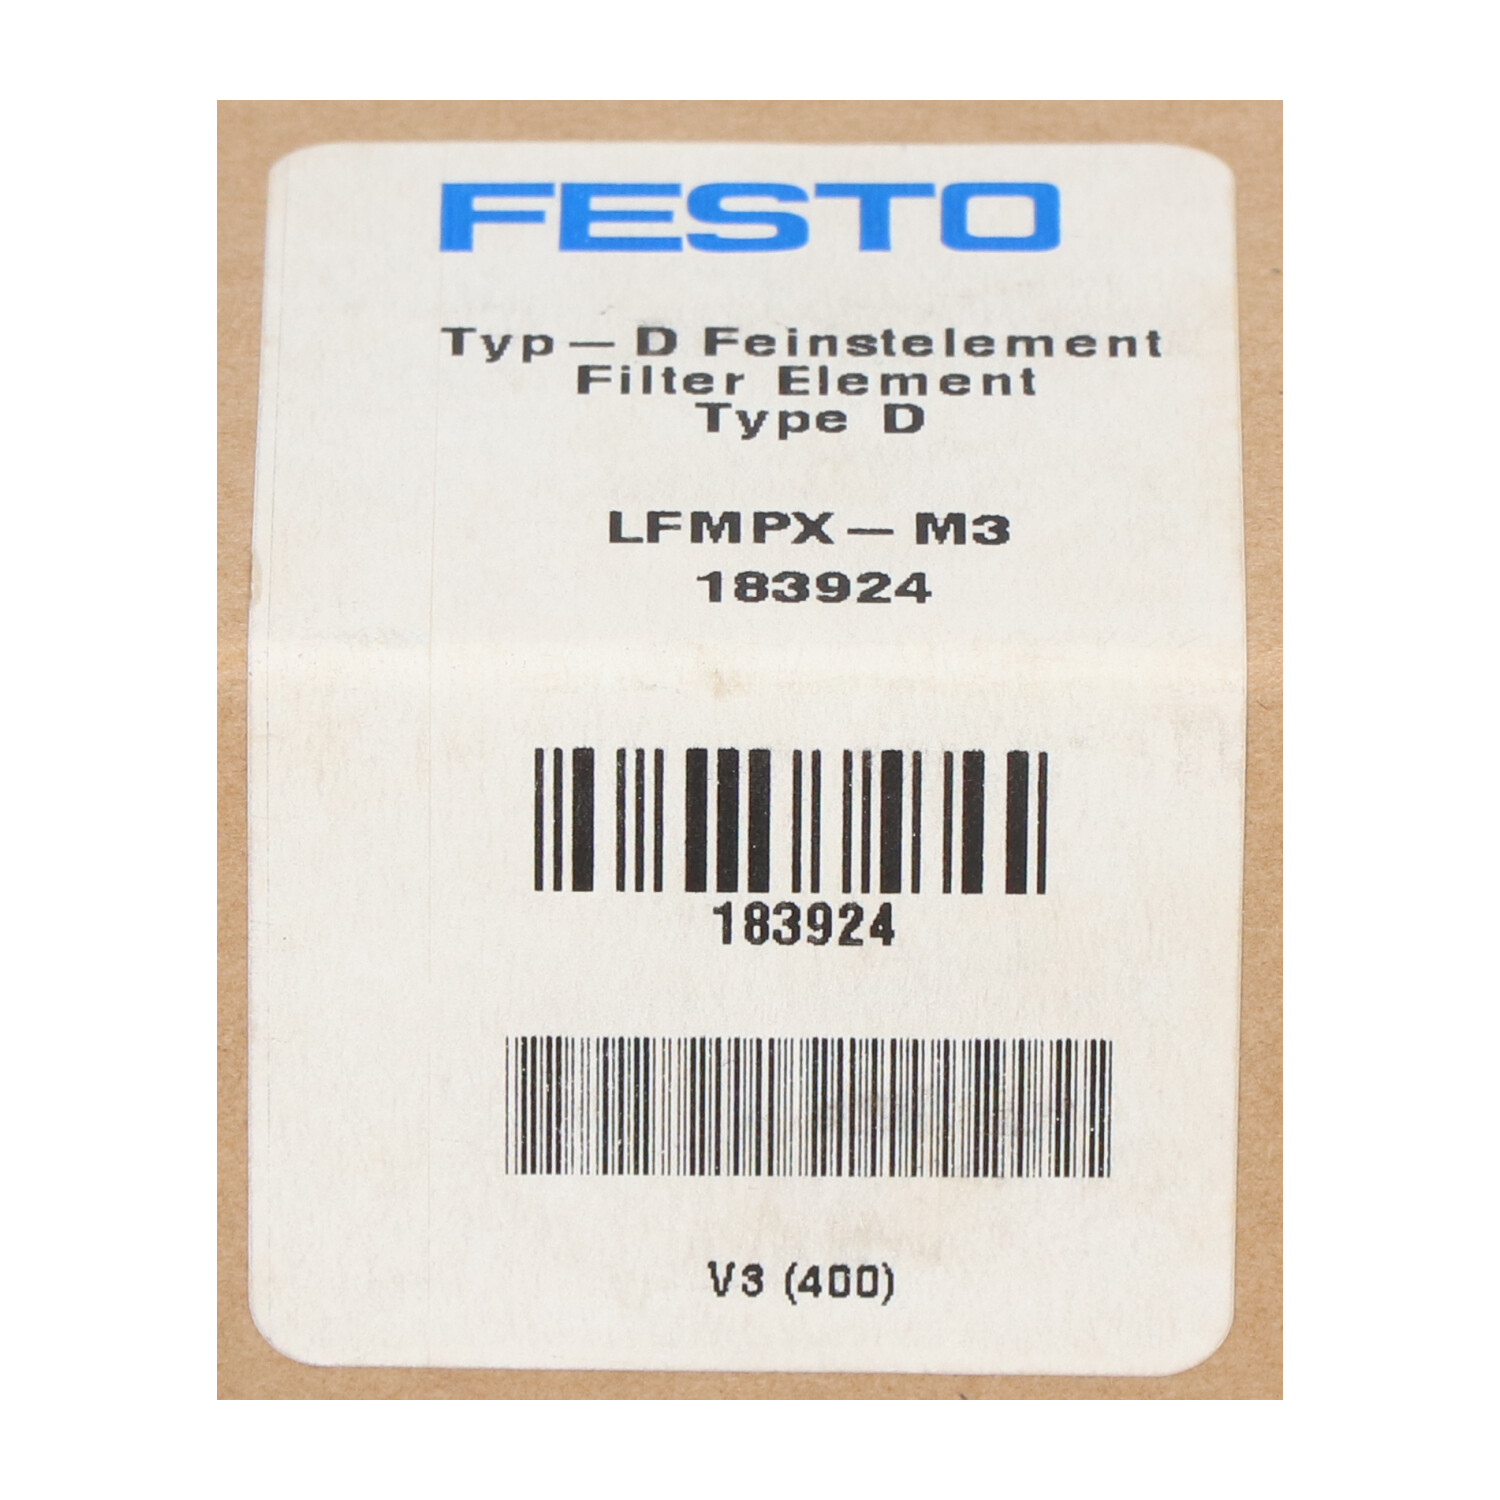 FESTO
Typ-D Feinstelement
Filter Element
Type D
LFMPX-M3
183924
183924
V3 (400)